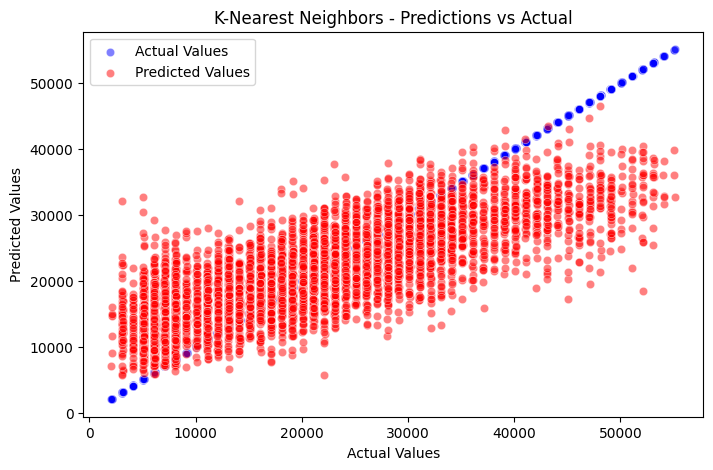 K-Nearest Neighbors - Predictions vs Actual
Actual Values
Predicted Values
50000
40000
30000
20000
10000
0
Predicted Values
0
10000
20000
30000
40000
50000
Actual Values